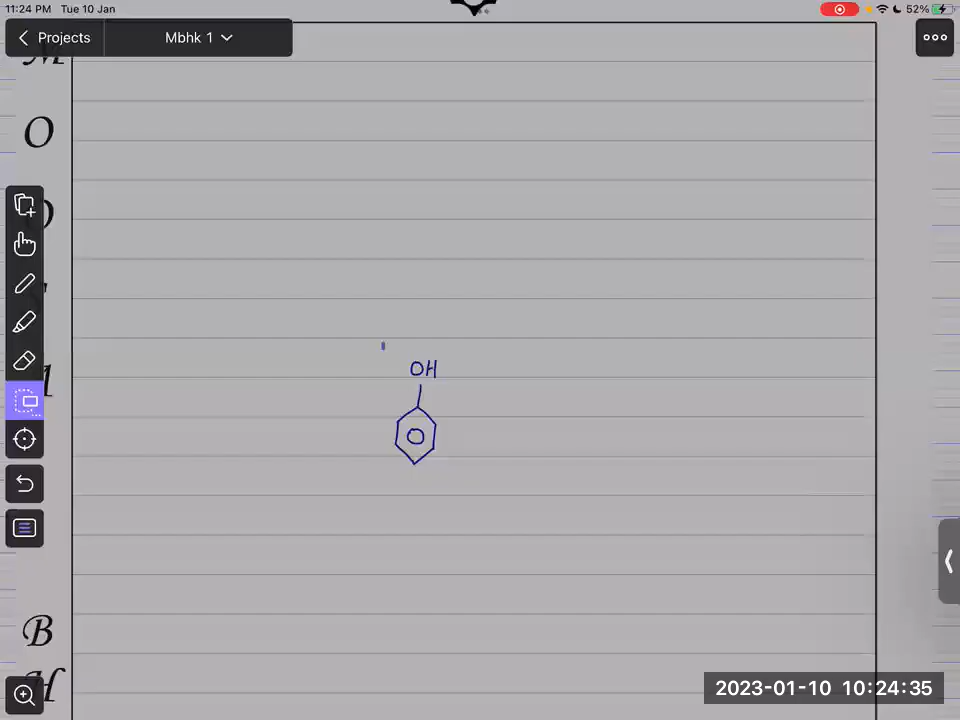 11:24 PM Tue 10 Jan
52%
Projects
Mbhk 1
O
OH
B
H
2023-01-10 10:24:35